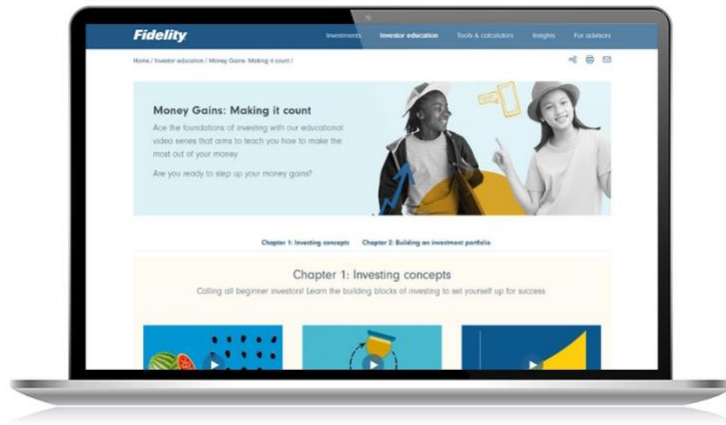 Fidelity
Investments Investor education Tools & calculators Insights For advisors
Home / Investor education / Money Gains: Making it count /
Money Gains: Making it count
Ace the foundations of investing with our educational
video series that aims to teach you how to make the
most out of your money.
Are you ready to step up your money gains?
Chapter 1: Investing concepts Chapter 2: Building an investment portfolio
Chapter 1: Investing concepts
Calling all beginner investors! Learn the building blocks of investing to set yourself up for success.